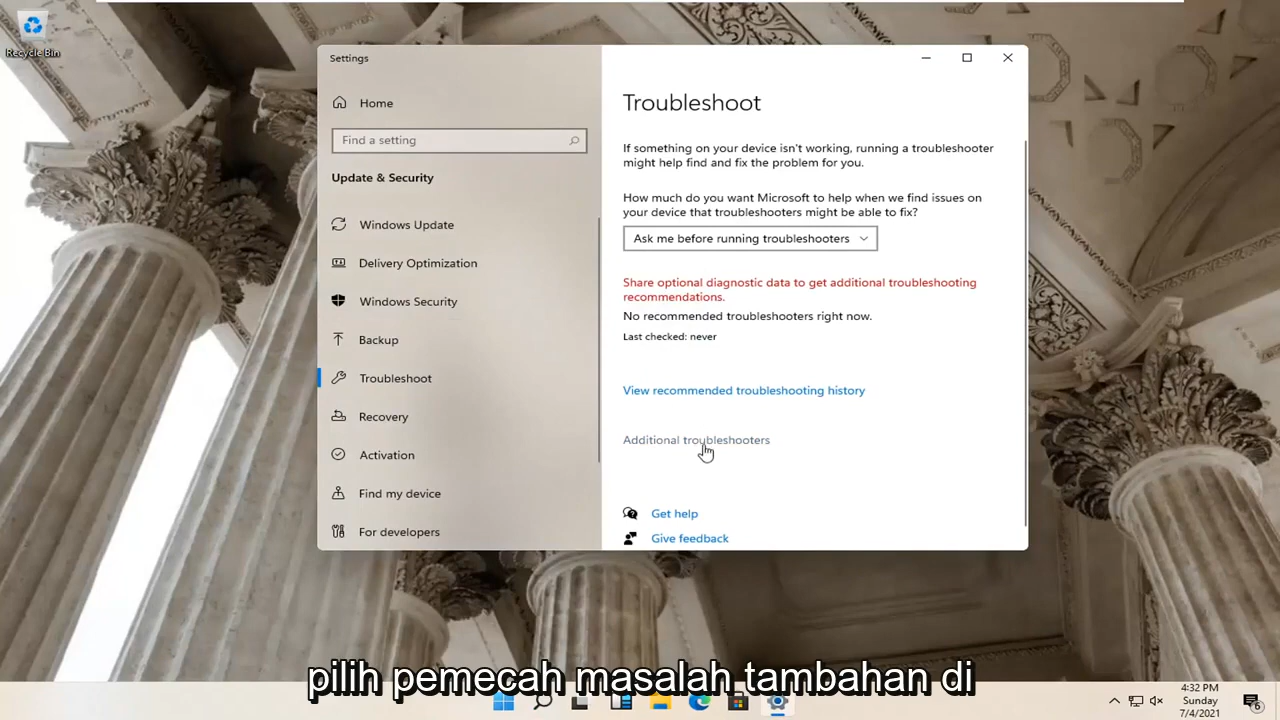 Recycle Bin
Settings
Home
Find a setting
Update & Security
Windows Update
Delivery Optimization
Windows Security
Backup
Troubleshoot
Recovery
Activation
Find my device
For developers
Troubleshoot
If something on your device isn't working, running a troubleshooter
might help find and fix the problem for you.
How much do you want Microsoft to help when we find issues on
your device that troubleshooters might be able to fix?
Ask me before running troubleshooters
Share optional diagnostic data to get additional troubleshooting
recommendations.
No recommended troubleshooters right now.
Last checked: never
View recommended troubleshooting history
Additional troubleshooters
Get help
Give feedback
pilih pemecah masalah tambahan di
4:32 PM
Sunday
7/4/2021
6